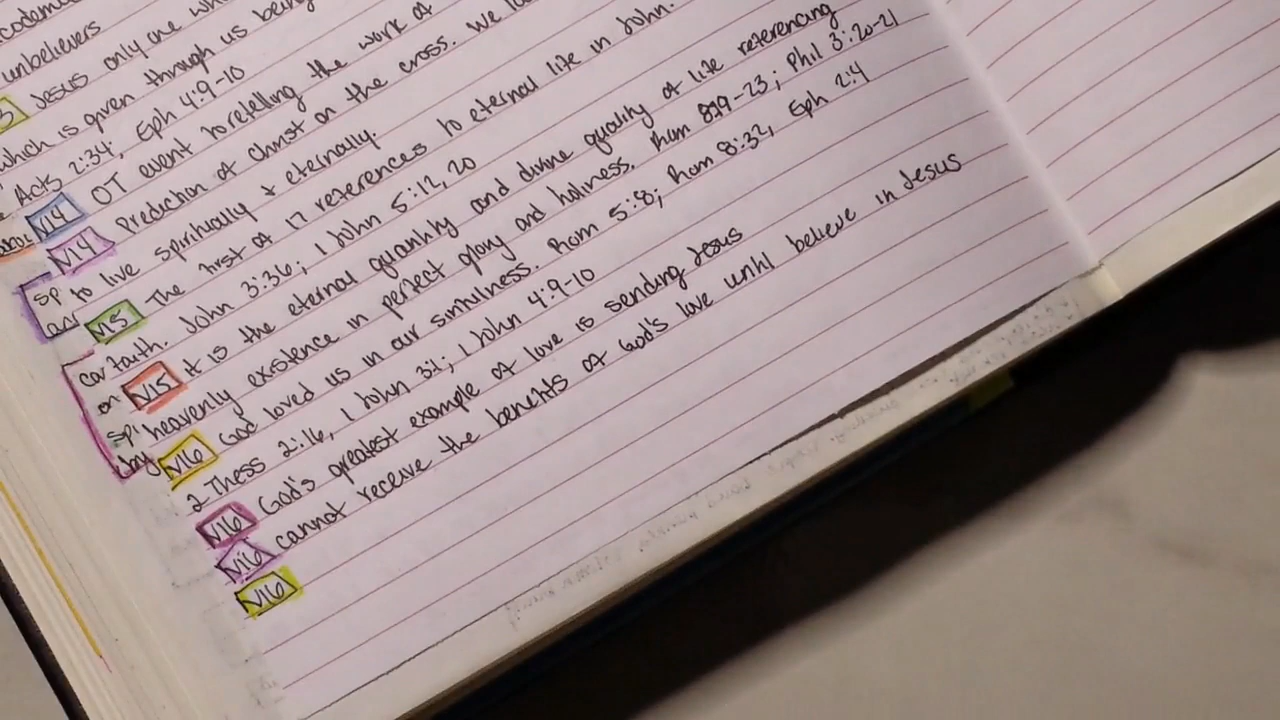 unbelievers
3 Jesus only one who
which is given through us being
Acts 2:34; Eph 4:9-10
V14 OT event foretelling the work of
V14 Prediction of Christ on the cross. We
to live spiritually & eternally.
V15 The first of 17 references to eternal life in John.
John 3:36; 1 John 5:12, 20
V15 it is the eternal quantity and divine quality of life referencing
heavenly existence in perfect glory and holiness. Rom 8:19-23; Phil 3:20-21
V16 God loved us in our sinfulness. Rom 5:8; Rom 8:32, Eph 2:4
2 Thess 2:16, 1 John 3:1; 1 John 4:9-10
V16 God's greatest example of love is sending Jesus
V16 cannot receive the benefits of God's love until believe in Jesus
V16